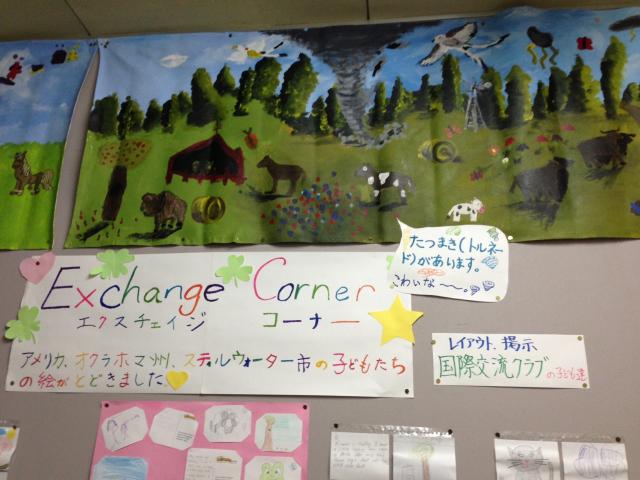 たつまき(トルネー
ド)があります。
こわいな〜〜。
Exchange Corner
エクスチェイジ コーナー
アメリカ、オクラホマ州、スティルウォーター市の子どもたち
の絵がとどきました
レイアウト、掲示
国際交流クラブの子ども達